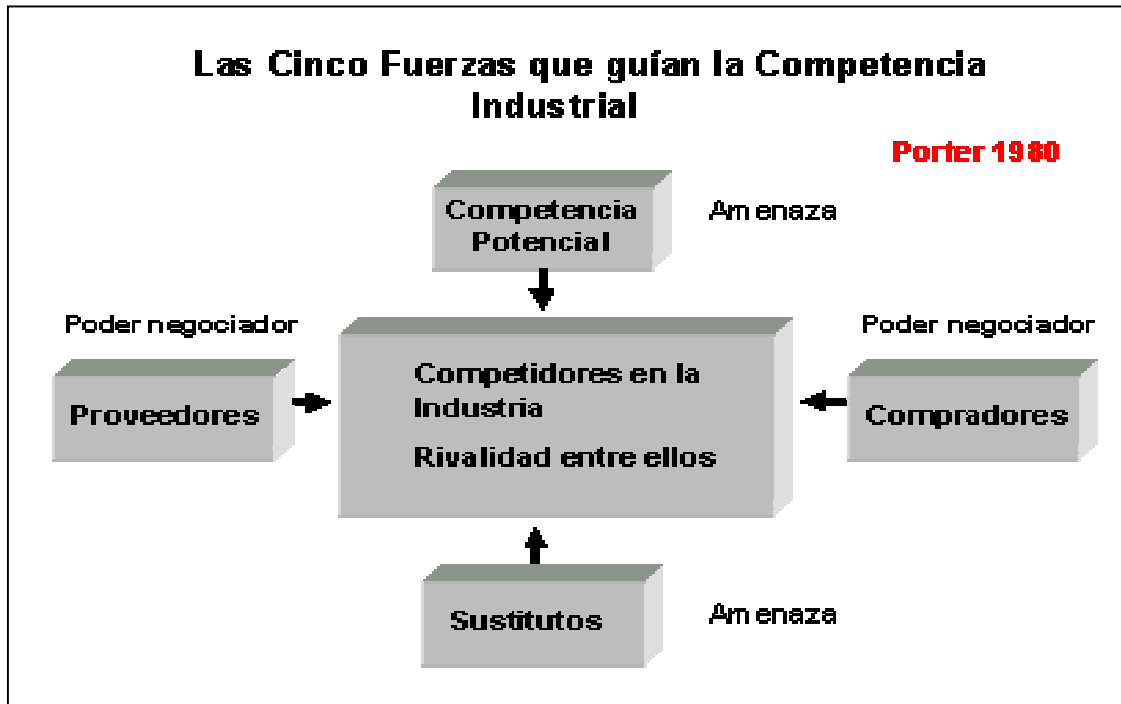 Las Cinco Fuerzas que guían la Competencia
Industrial
Porter 1980
Competencia
Potencial
Amenaza
Poder negociador
Proveedores
Competidores en la
Industria
Rivalidad entre ellos
Poder negociador
Compradores
Sustitutos
Amenaza